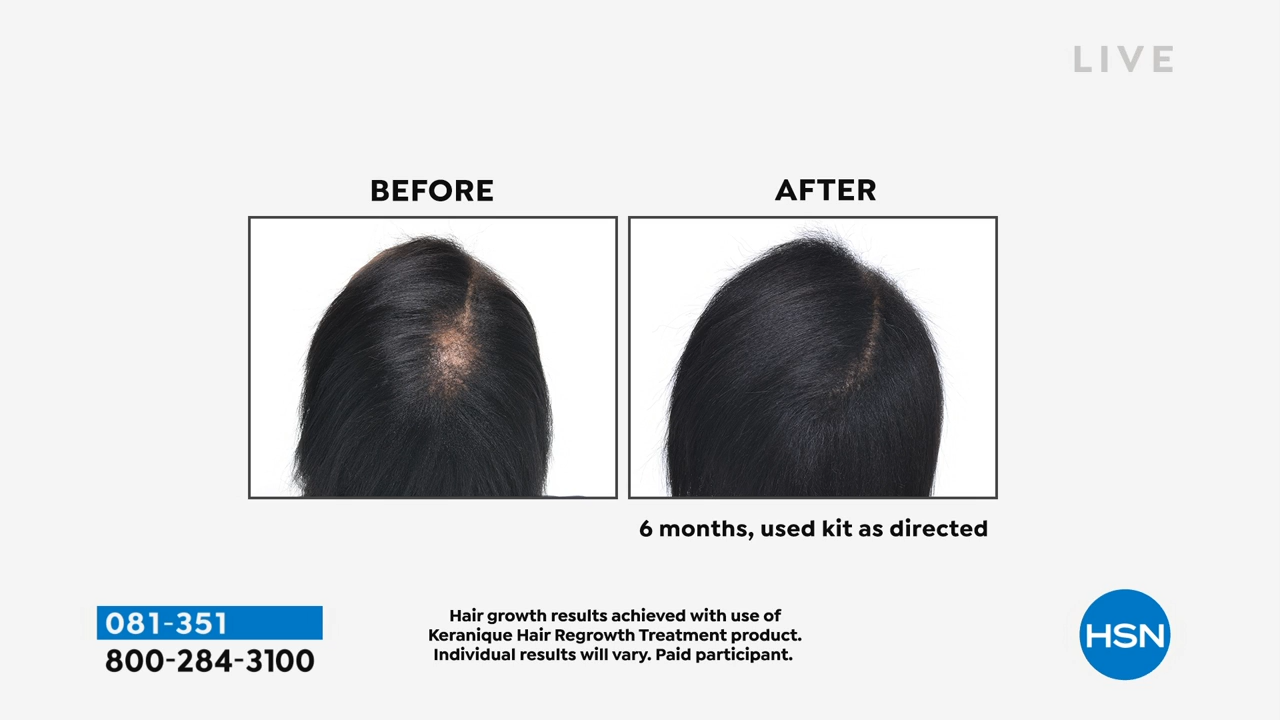 LIVE
BEFORE
AFTER
6 months, used kit as directed
081-351
800-284-3100
Hair growth results achieved with use of
Keranique Hair Regrowth Treatment product.
Individual results will vary. Paid participant.
HSN